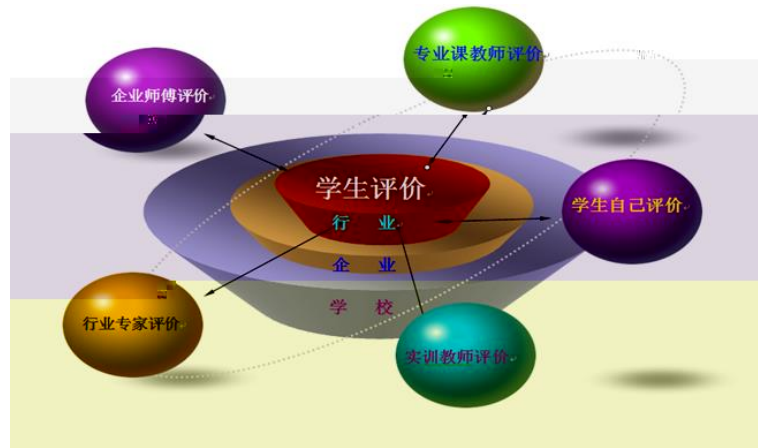 专业课教师评价
企业师傅评价
学生评价
学生自己评价
行 业
企 业
学 校
行业专家评价
实训教师评价